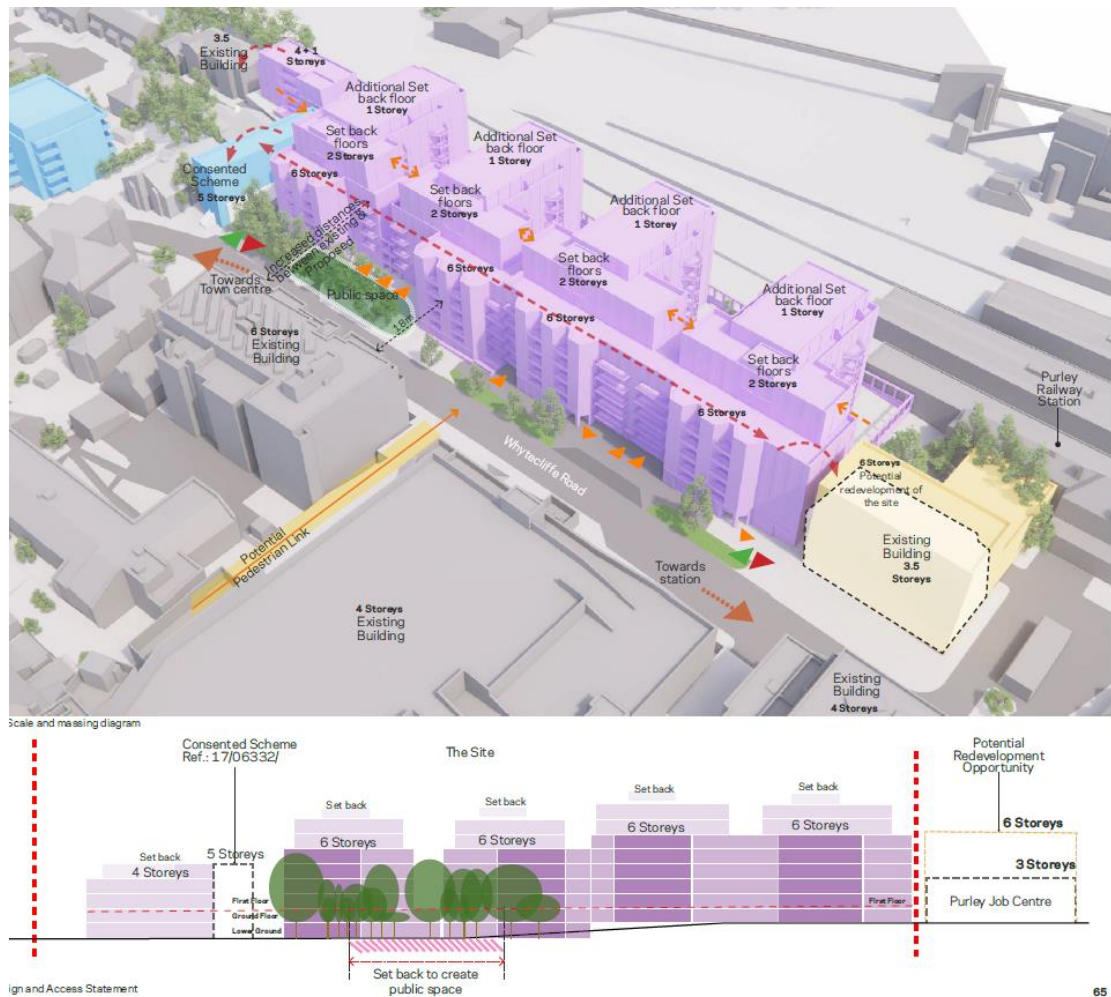 3.5
Existing
Building
4 + 1
Storeys
Additional Set
back floor
1 Storey
Set back
floors
2 Storeys
Additional Set
back floor
1 Storey
Consented
Scheme
5 Storeys
6 Storeys
Set back
floors
2 Storeys
Additional Set
back floor
1 Storey
Increased distances
between existing &
Proposed
Towards
Town centre
Public space
6 Storeys
Set back
floors
2 Storeys
Additional Set
back floor
1 Storey
6 Storeys
Existing
Building
6 Storeys
Set back
floors
2 Storeys
Purley
Railway
Station
6 Storeys
Whytecliffe Road
6 Storeys
Potential
redevelopment of
the site
Potential
Pedestrian Link
Existing
Building
3.5
Storeys
Towards
station
4 Storeys
Existing
Building
Existing
Building
4 Storeys
Scale and massing diagram
Consented Scheme
Ref.: 17/06332/
The Site
Potential
Redevelopment
Opportunity
Set back
Set back
Set back
Set back
6 Storeys
6 Storeys
6 Storeys
6 Storeys
6 Storeys
5 Storeys
Set back
4 Storeys
3 Storeys
First Floor
Ground Floor
Lower Ground
First Floor
Purley Job Centre
Set back to create
public space
ign and Access Statement
65